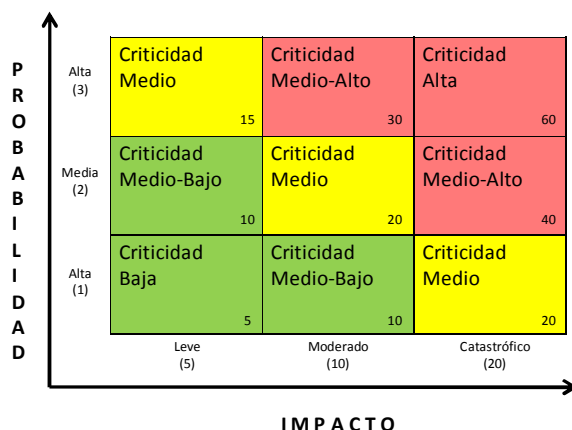 PROBABILIDAD
Alta
(3)
Criticidad
Medio
15
Criticidad
Medio-Alto
30
Criticidad
Alta
60
Media
(2)
Criticidad
Medio-Bajo
10
Criticidad
Medio
20
Criticidad
Medio-Alto
40
Alta
(1)
Criticidad
Baja
5
Criticidad
Medio-Bajo
10
Criticidad
Medio
20
Leve
(5)
Moderado
(10)
Catastrófico
(20)
IMPACTO